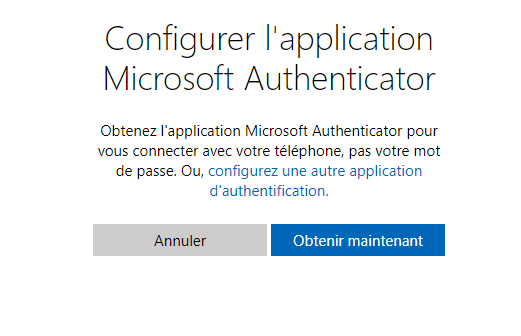 Configurer l'application
Microsoft Authenticator
Obtenez l'application Microsoft Authenticator pour
vous connecter avec votre téléphone, pas votre mot
de passe. Ou, configurez une autre application
d'authentification.
Annuler
Obtenir maintenant